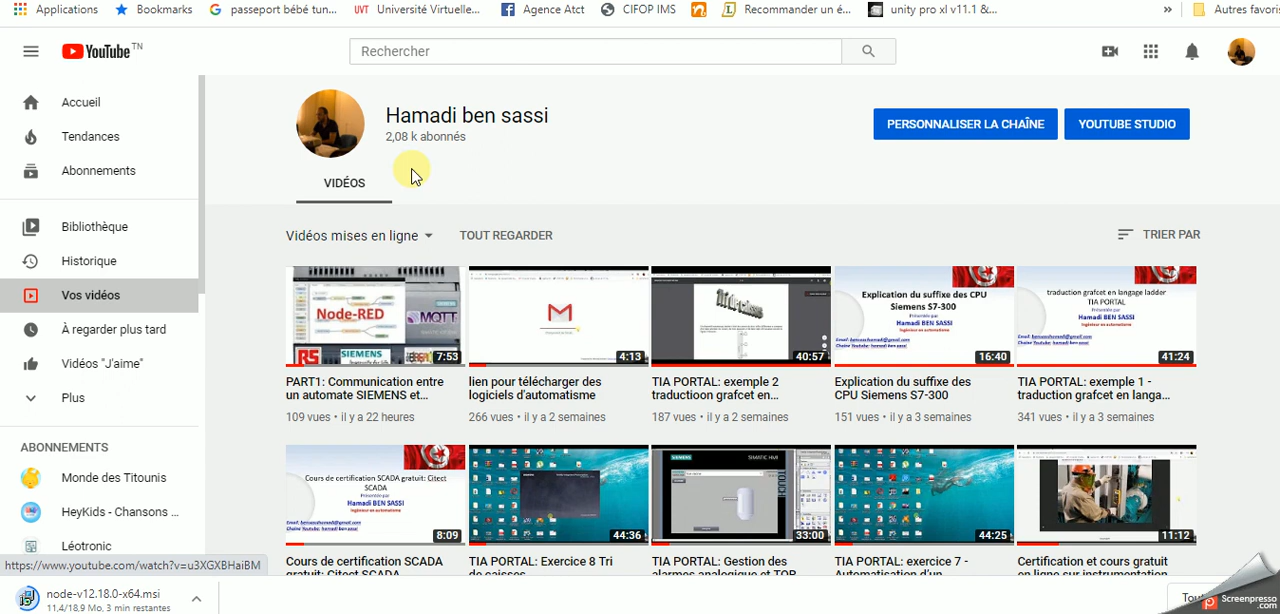 Applications
Bookmarks
passeport bébé tun...
UVT Université Virtuelle...
Agence Atct
CIFOP IMS
Recommander un é...
unity pro xl v11.1 &...
»
Autres favoris
YouTube TN
Rechercher
Accueil
Tendances
Abonnements
Bibliothèque
Historique
Vos vidéos
À regarder plus tard
Vidéos "J'aime"
Plus
ABONNEMENTS
Monde des Titounis
HeyKids - Chansons ...
Léotronic
Hamadi ben sassi
2,08 k abonnés
PERSONNALISER LA CHAÎNE
YOUTUBE STUDIO
VIDÉOS
Vidéos mises en ligne
TOUT REGARDER
TRIER PAR
Node-RED
MQTT
RS
SIEMENS
7:53
PART1: Communication entre
un automate SIEMENS et...
109 vues • il y a 22 heures
4:13
lien pour télécharger des
logiciels d'automatisme
266 vues • il y a 2 semaines
Tri de caisses
40:57
TIA PORTAL: exemple 2
traductioon grafcet en...
187 vues • il y a 2 semaines
Explication du suffixe des CPU
Siemens S7-300
Présentée par
Hamadi BEN SASSI
Ingénieur en automatisme
16:40
Explication du suffixe des
CPU Siemens S7-300
151 vues • il y a 3 semaines
traduction grafcet en langage ladder
TIA PORTAL
Présentée par
Hamadi BEN SASSI
Ingénieur en automatisme
41:24
TIA PORTAL: exemple 1 -
traduction grafcet en langa...
341 vues • il y a 3 semaines
Cours de certification SCADA gratuit: Citect
SCADA
Présentée par
Hamadi BEN SASSI
Ingénieur en automatisme
8:09
Cours de certification SCADA
gratuit: Citect SCADA
44:36
TIA PORTAL: Exercice 8 Tri
de caisses
SIEMENS
SIMATIC HMI
33:00
TIA PORTAL: Gestion des
alarmes analogique et TOR
44:25
TIA PORTAL: exercice 7 -
Automatisation d'un
11:12
Certification et cours gratuit
en ligne sur instrumentation
https://www.youtube.com/watch?v=u3XGXBHaiBM
node-v12.18.0-x64.msi
11,4/18,9 Mo, 3 min restantes
Screenpresso
.com